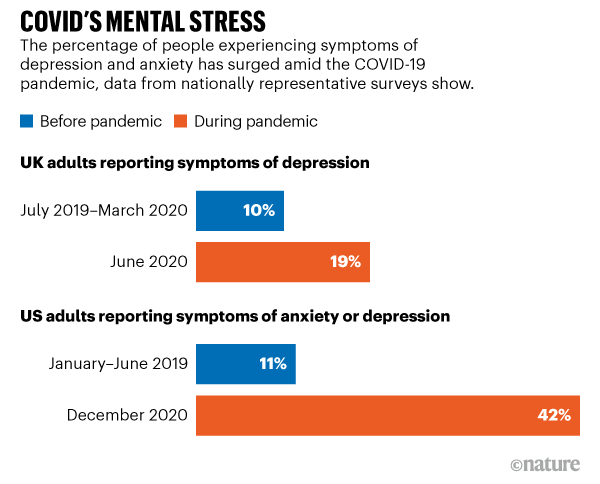 COVID'S MENTAL STRESS
The percentage of people experiencing symptoms of
depression and anxiety has surged amid the COVID-19
pandemic, data from nationally representative surveys show.
Before pandemic During pandemic
UK adults reporting symptoms of depression
July 2019–March 2020 10%
June 2020 19%
US adults reporting symptoms of anxiety or depression
January–June 2019 11%
December 2020 42%
©nature